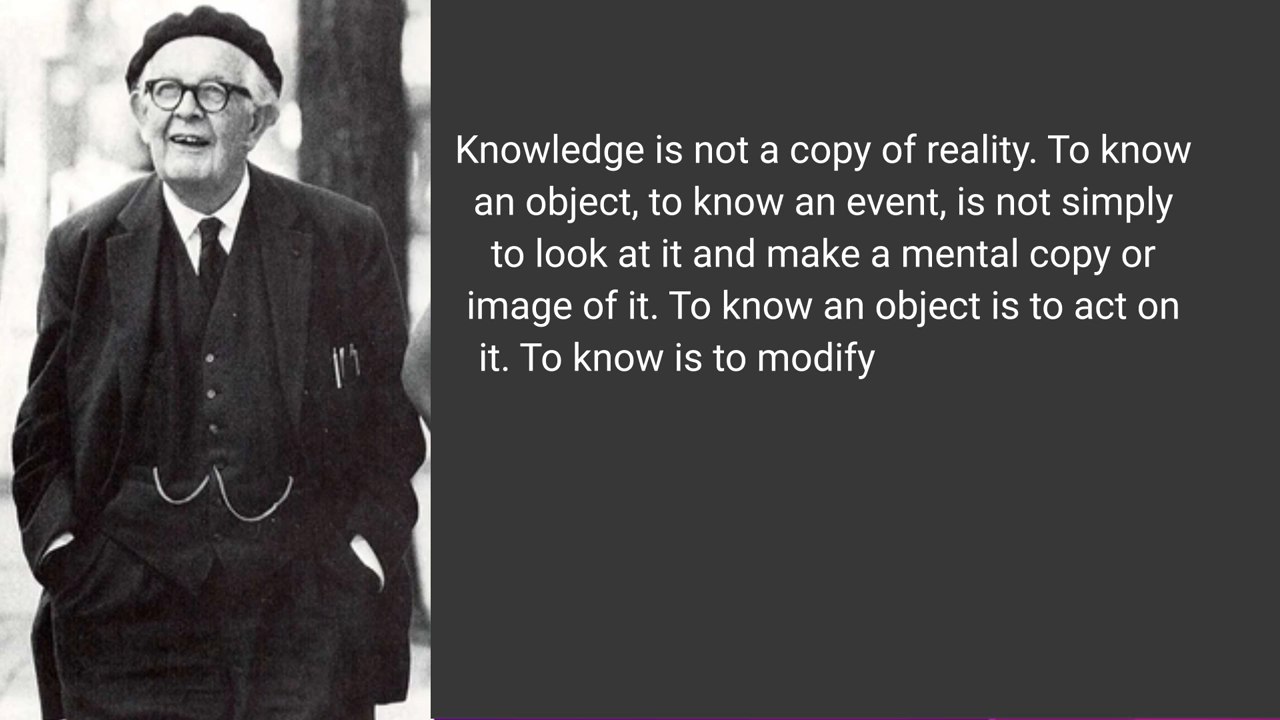 Knowledge is not a copy of reality. To know
an object, to know an event, is not simply
to look at it and make a mental copy or
image of it. To know an object is to act on
it. To know is to modify